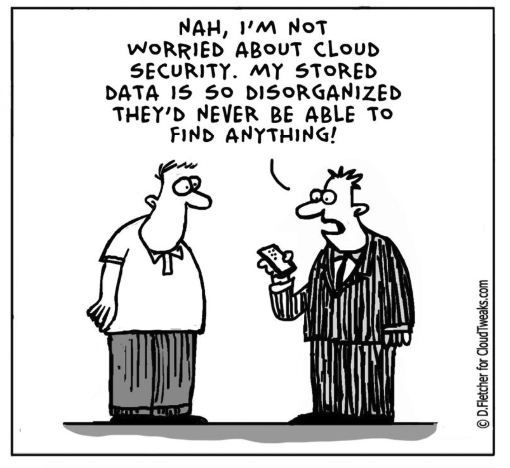 NAH, I'M NOT
WORRIED ABOUT CLOUD
SECURITY. MY STORED
DATA IS SO DISORGANIZED
THEY'D NEVER BE ABLE TO
FIND ANYTHING!
© D.Fletcher for CloudTweaks.com